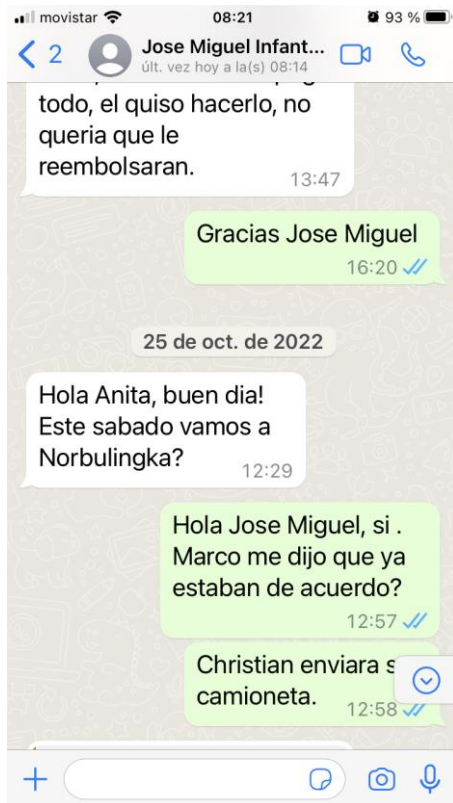 movistar 08:21 93 %
2 Jose Miguel Infant...
últ. vez hoy a la(s) 08:14
todo, el quiso hacerlo, no
queria que le
reembolsaran.
13:47
Gracias Jose Miguel
16:20
25 de oct. de 2022
Hola Anita, buen dia!
Este sabado vamos a
Norbulingka?
12:29
Hola Jose Miguel, si .
Marco me dijo que ya
estaban de acuerdo?
12:57
Christian enviara
camioneta.
12:58